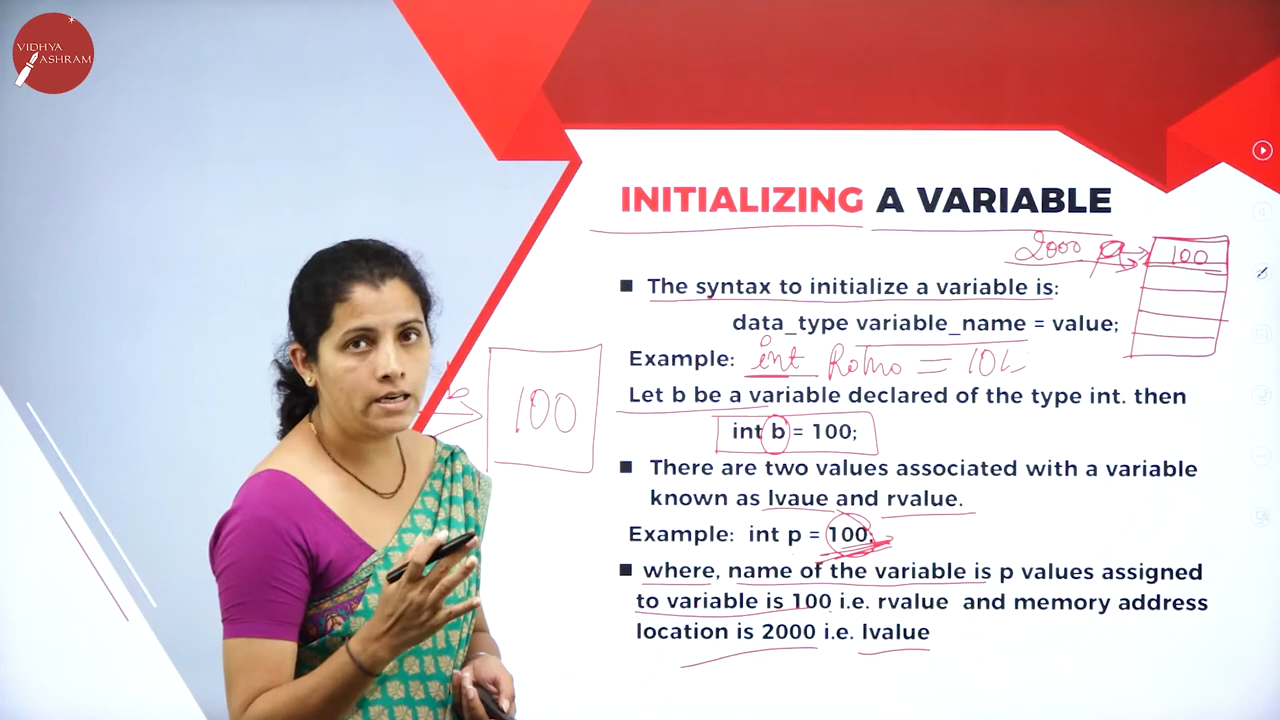 VIDHYA
ASHRAM
INITIALIZING A VARIABLE
2000 p 100
■ The syntax to initialize a variable is:
data_type variable_name = value;
Example: int Rollno = 101;
Let b be a variable declared of the type int. then
100
int b = 100;
■ There are two values associated with a variable
known as lvaue and rvalue.
Example: int p = 100;
■ where, name of the variable is p values assigned
to variable is 100 i.e. rvalue and memory address
location is 2000 i.e. lvalue